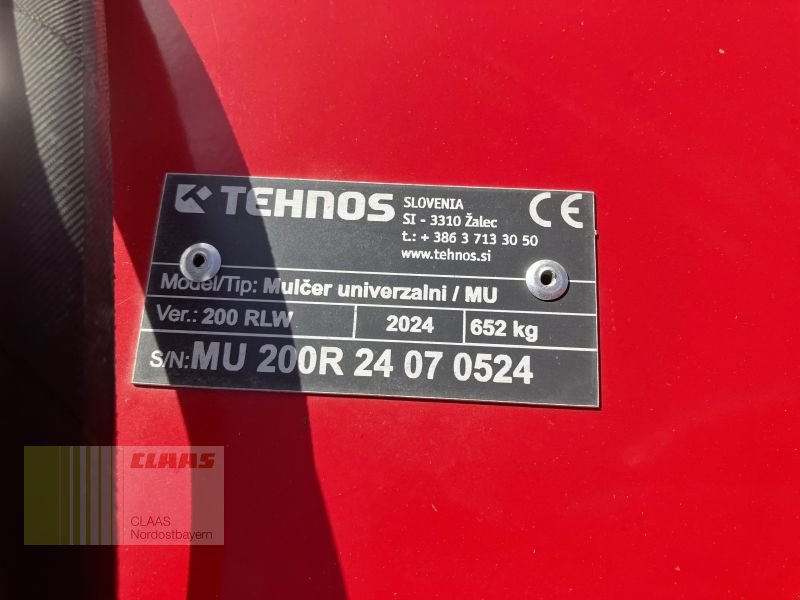 TEHNOS
SLOVENIA
SI - 3310 Žalec
t.: + 386 3 713 30 50
www.tehnos.si
CE
Model/Tip: Mulčer univerzalni / MU
Ver.: 200 RLW 2024 652 kg
S/N: MU 200R 24 07 0524
CLAAS
CLAAS
Nordostbayern